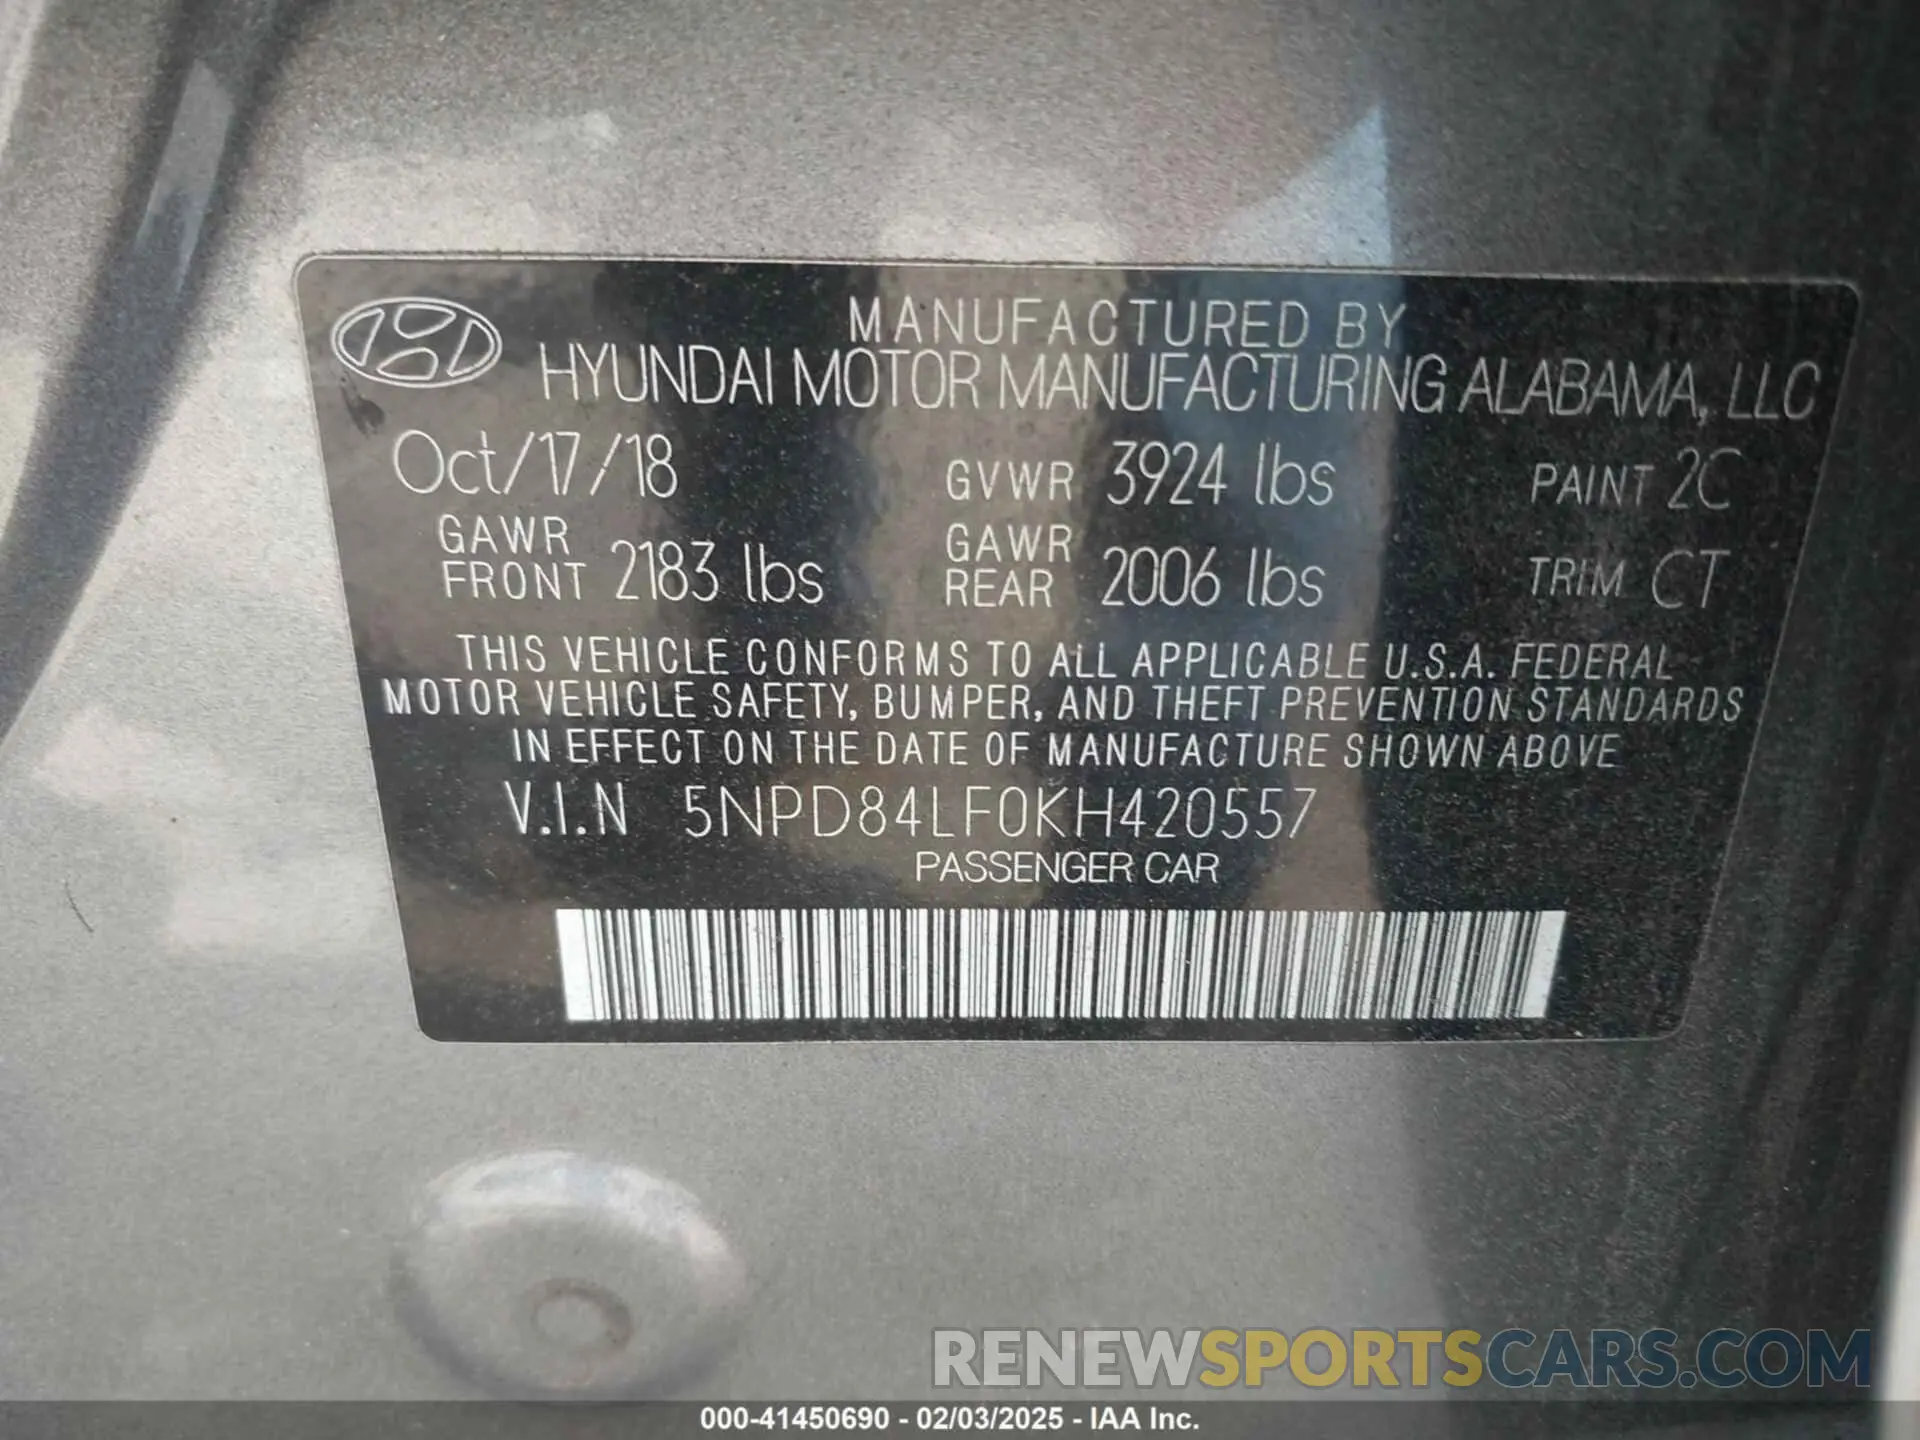 MANUFACTURED BY
HYUNDAI MOTOR MANUFACTURING ALABAMA, LLC
Oct/17/18 GVWR 3924 lbs PAINT 2C
GAWR FRONT 2183 lbs GAWR REAR 2006 lbs TRIM CT
THIS VEHICLE CONFORMS TO ALL APPLICABLE U.S.A. FEDERAL
MOTOR VEHICLE SAFETY, BUMPER, AND THEFT PREVENTION STANDARDS
IN EFFECT ON THE DATE OF MANUFACTURE SHOWN ABOVE
V.I.N 5NPD84LF0KH420557
PASSENGER CAR
RENEWSPORTSCARS.COM
000-41450690 - 02/03/2025 - IAA Inc.